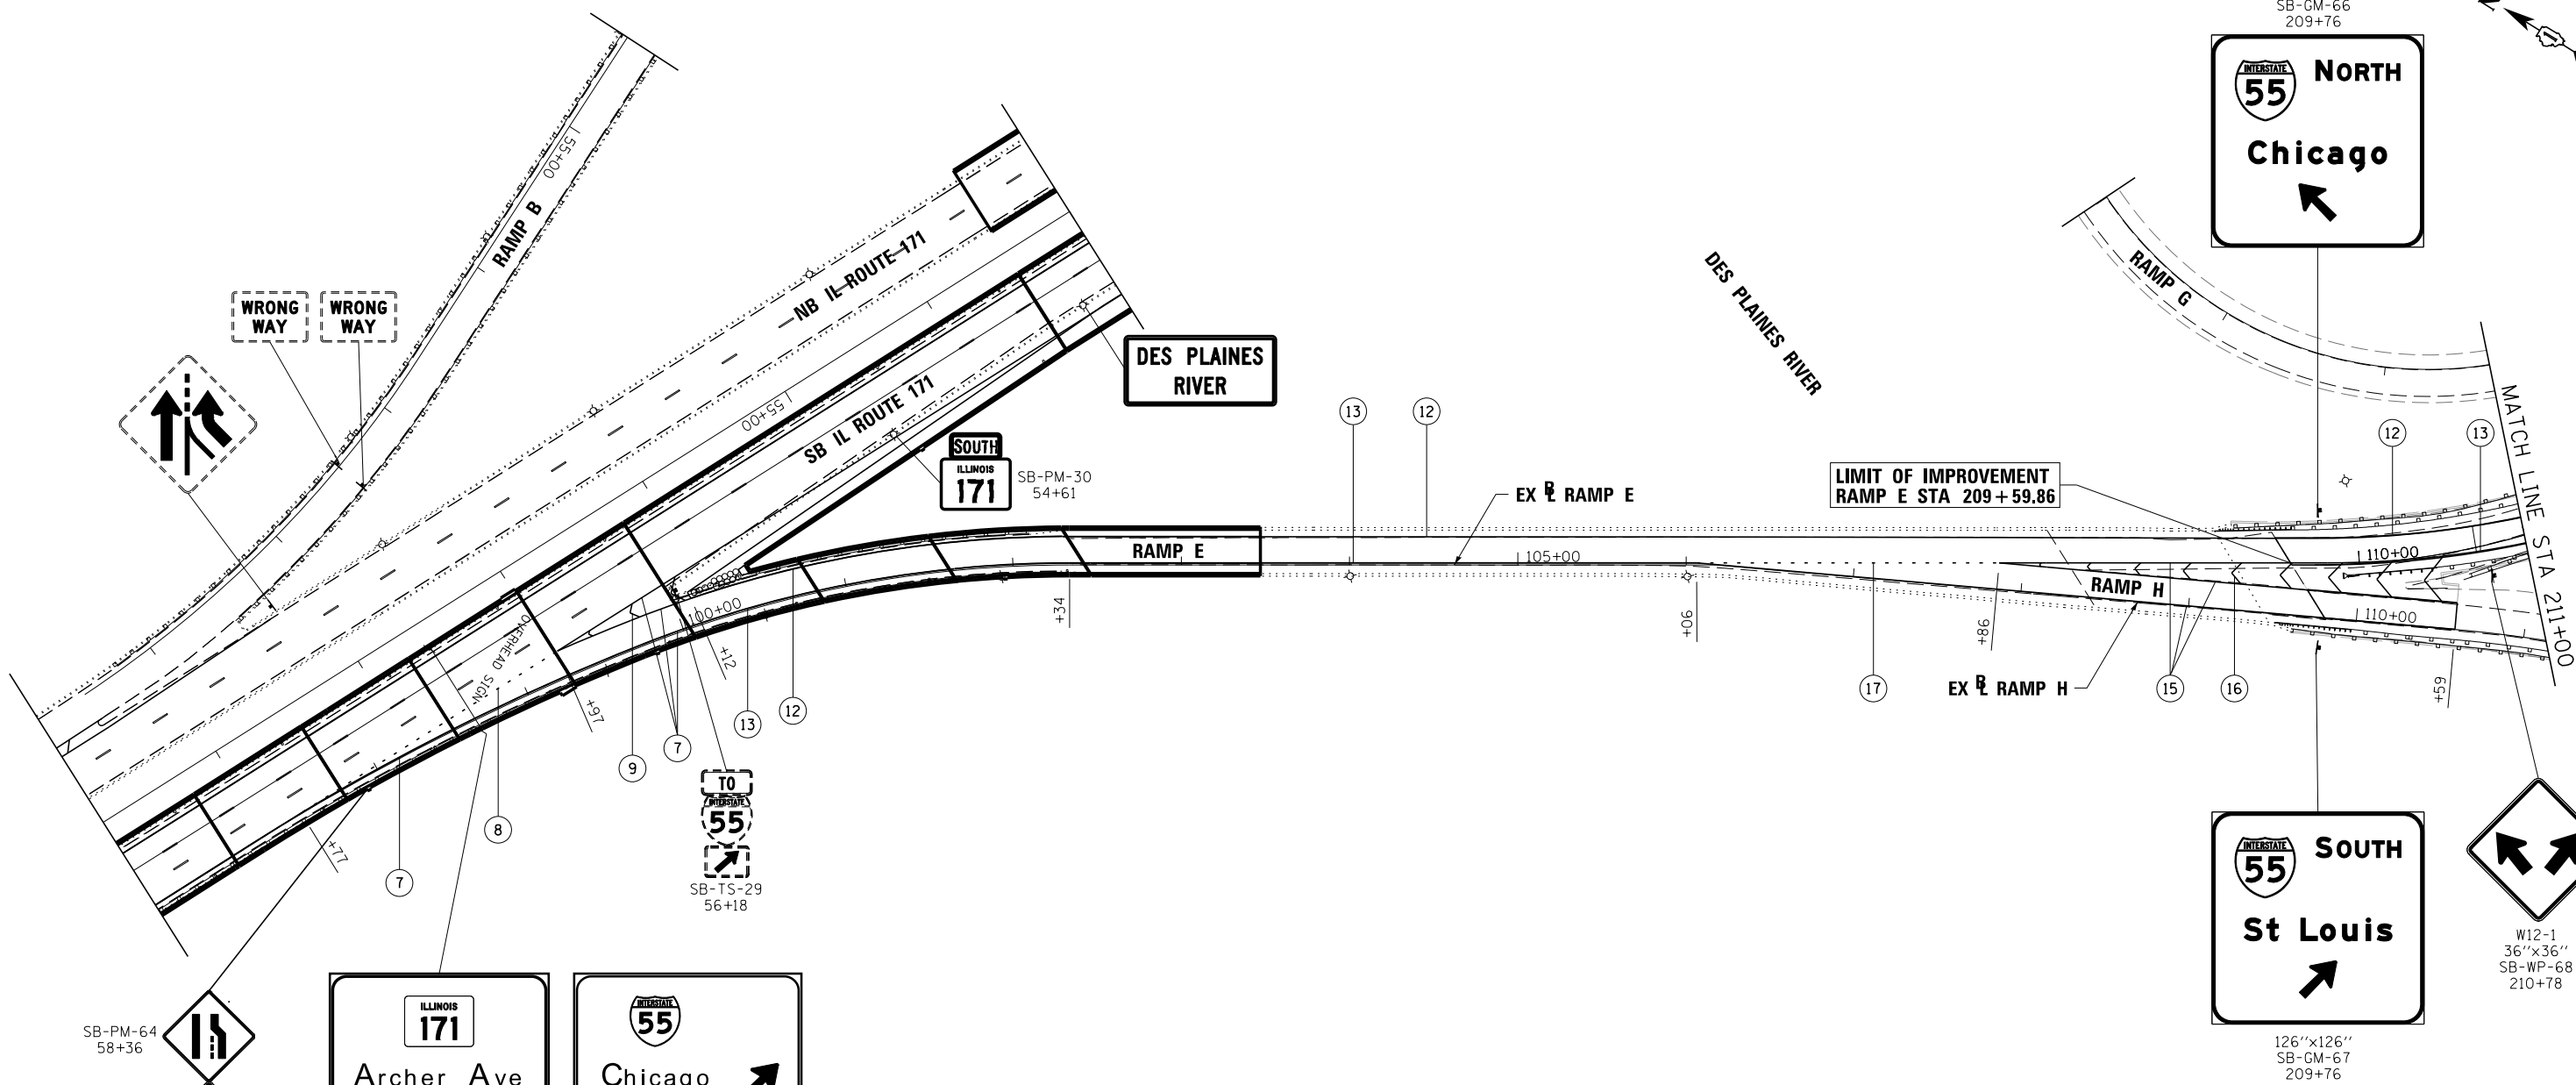 SB-GM-66
209+76
INTERSTATE
55
NORTH
Chicago
55+00
RAMP B
WRONG
WAY
WRONG
WAY
NB IL ROUTE 171
DES PLAINES RIVER
RAMP G
DES PLAINES
RIVER
55+00
SB IL ROUTE 171
SOUTH
ILLINOIS
171
SB-PM-30
54+61
13
12
12
13
MATCH LINE STA 211+00
LIMIT OF IMPROVEMENT
RAMP E STA 209+59.86
EX BL RAMP E
RAMP E
105+00
110+00
RAMP H
110+00
100+00
OVERHEAD SIGN
+34
+06
+86
+59
+12
+97
+77
EX BL RAMP H
17
15
16
13
12
9
7
8
7
TO
INTERSTATE
55
SB-TS-29
56+18
INTERSTATE
55
SOUTH
St Louis
126"x126"
SB-GM-67
209+76
W12-1
36"x36"
SB-WP-68
210+78
SB-PM-64
58+36
ILLINOIS
171
Archer Ave
INTERSTATE
55
Chicago